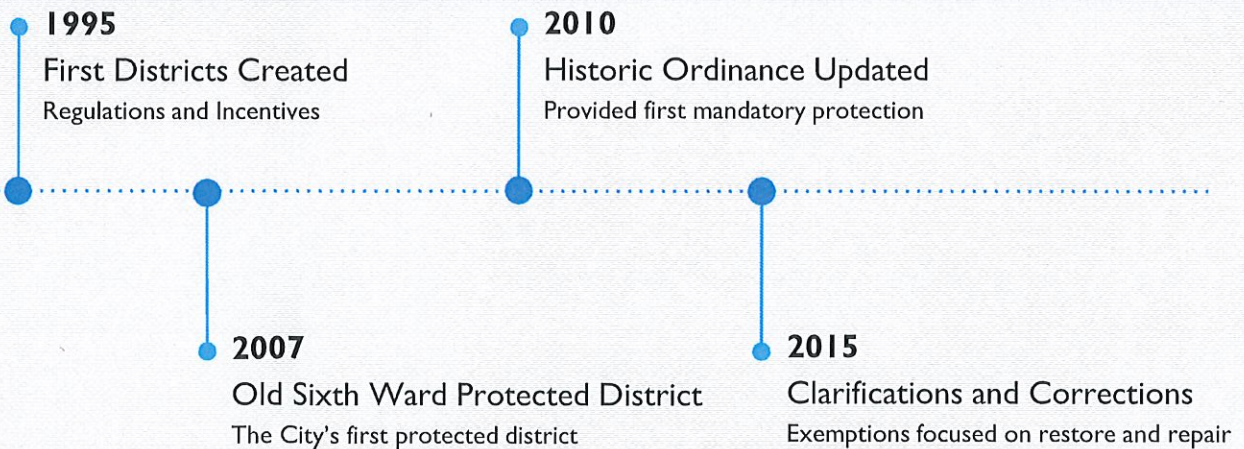 1995
First Districts Created
Regulations and Incentives
2010
Historic Ordinance Updated
Provided first mandatory protection
2007
Old Sixth Ward Protected District
The City's first protected district
2015
Clarifications and Corrections
Exemptions focused on restore and repair